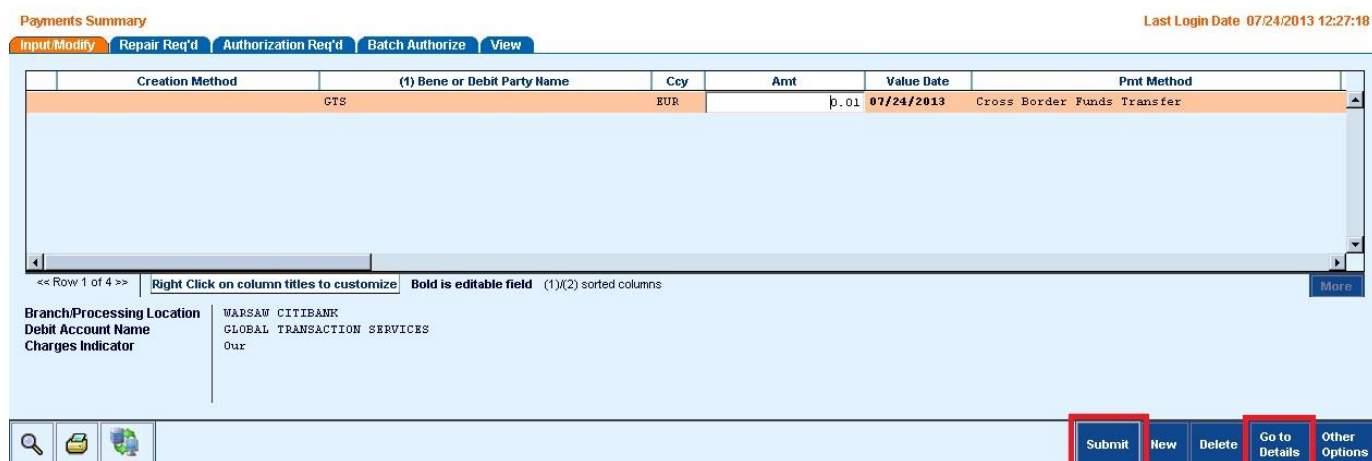 Payments Summary
Last Login Date 07/24/2013 12:27:18
Input/Modify Repair Req'd Authorization Req'd Batch Authorize View
Creation Method (1) Bene or Debit Party Name Ccy Amt Value Date Pmt Method
GTS EUR 0.01 07/24/2013 Cross Border Funds Transfer
<< Row 1 of 4 >> Right Click on column titles to customize Bold is editable field (1)/(2) sorted columns More
Branch/Processing Location WARSAW CITIBANK
Debit Account Name GLOBAL TRANSACTION SERVICES
Charges Indicator Our
Submit New Delete Go to Details Other Options